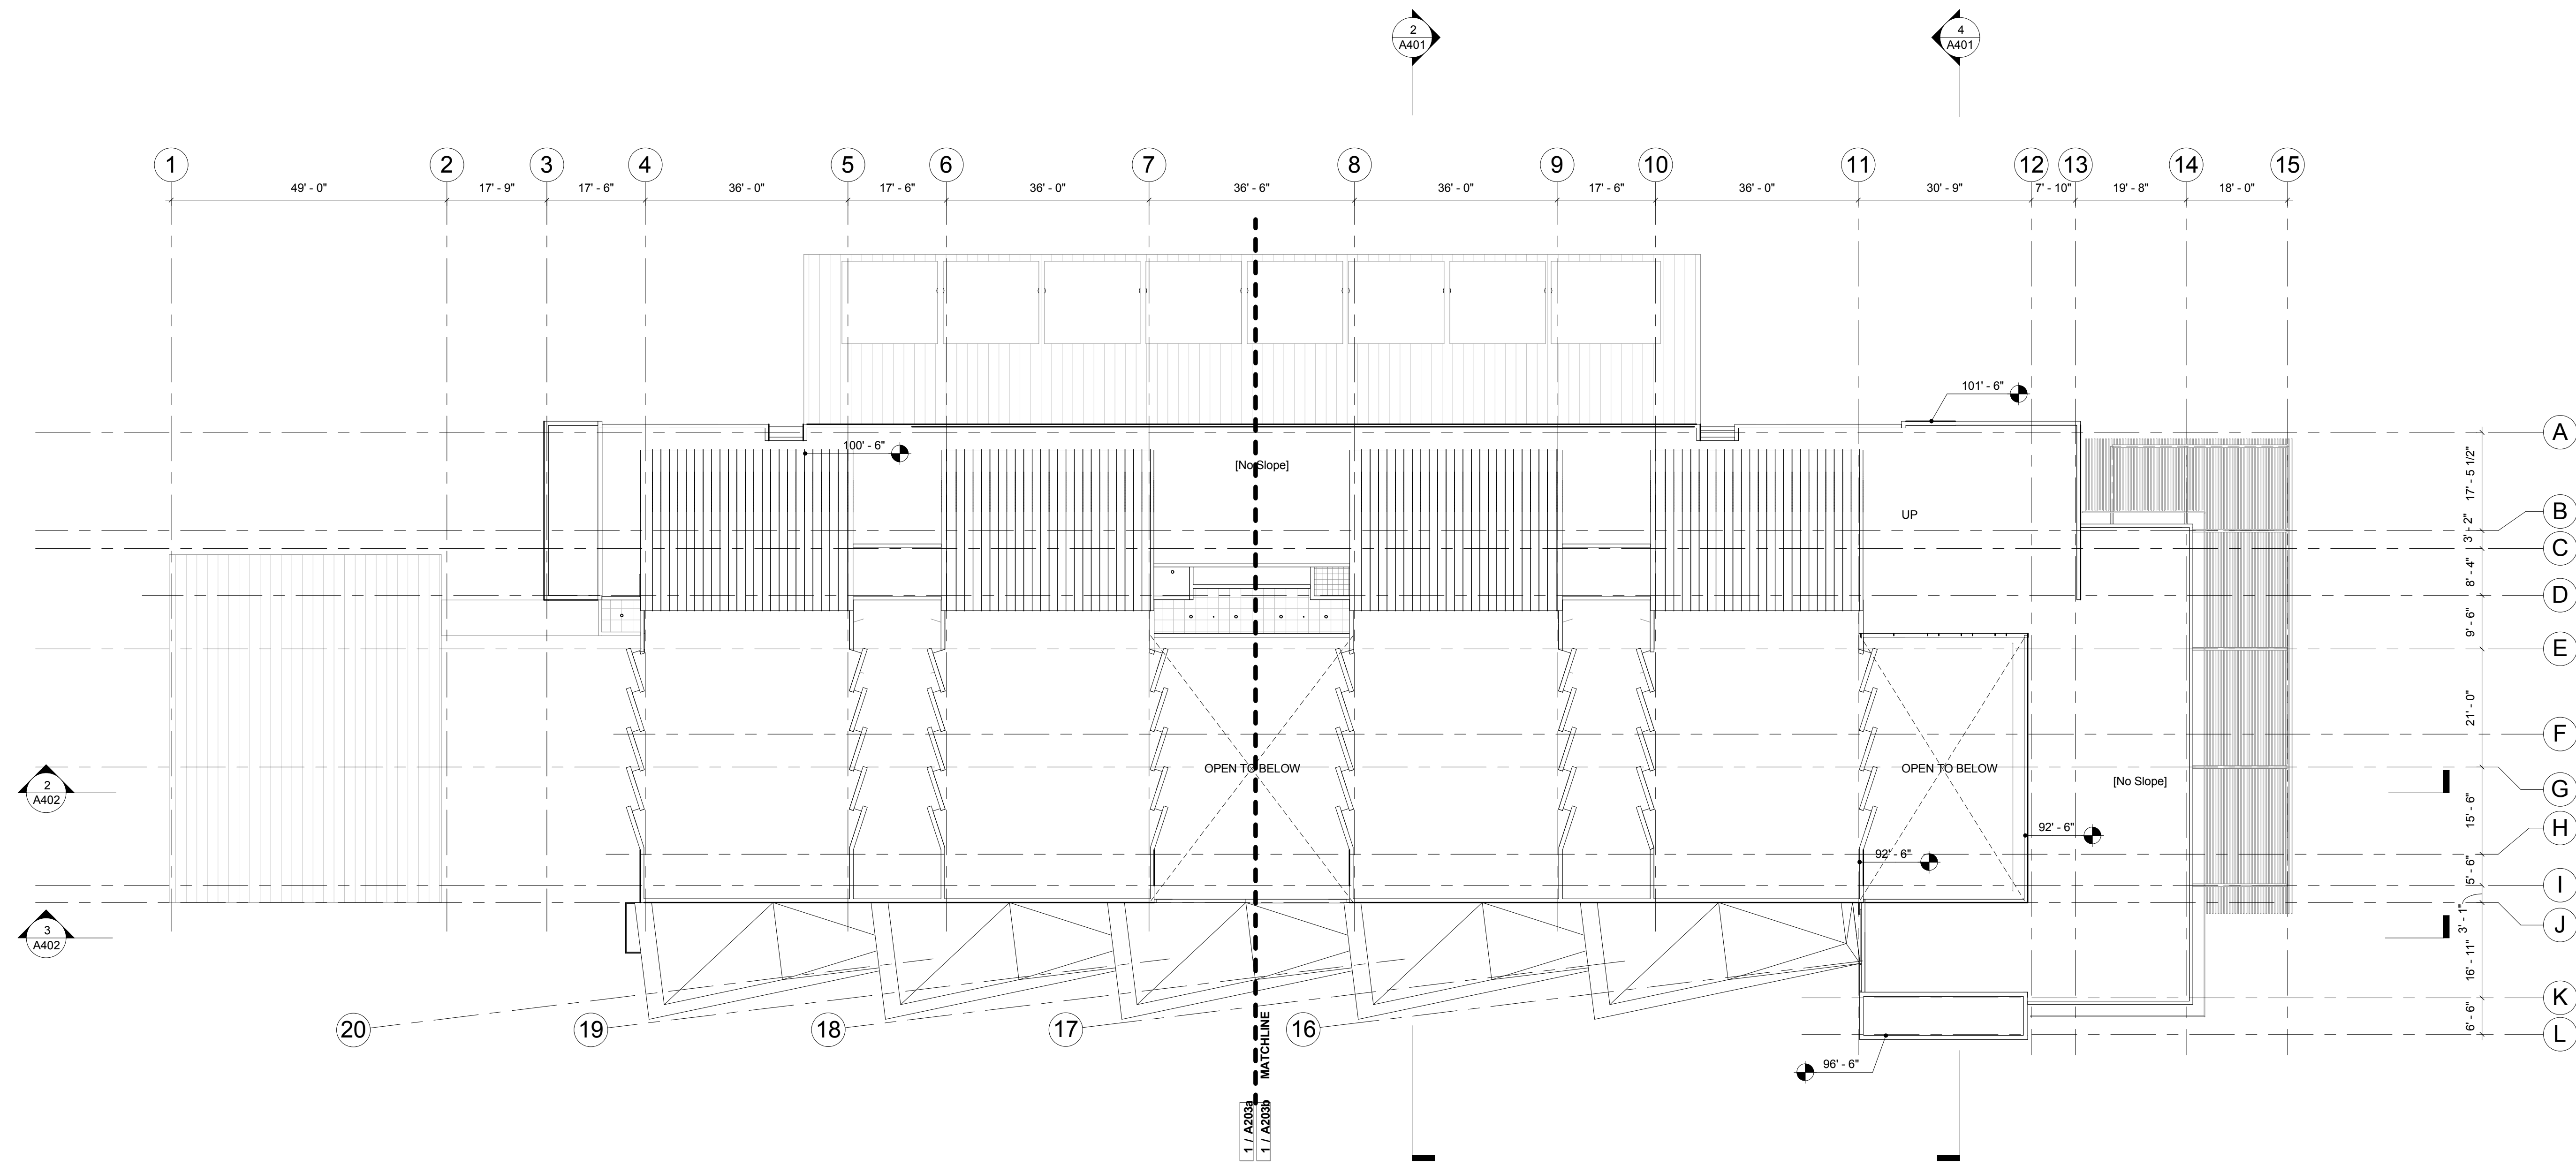 2
A401
4
A401
1
2
3
4
5
6
7
8
9
10
11
12
13
14
15
49' - 0"
17' - 9"
17' - 6"
36' - 0"
17' - 6"
36' - 0"
36' - 6"
36' - 0"
17' - 6"
36' - 0"
30' - 9"
7' - 10"
19' - 8"
18' - 0"
101' - 6"
A
100' - 6"
[No Slope]
17' - 5 1/2"
UP
B
3' - 2"
C
8' - 4"
D
9' - 6"
E
21' - 0"
F
OPEN TO BELOW
OPEN TO BELOW
[No Slope]
2
A402
G
15' - 6"
92' - 6"
H
92' - 6"
5' - 6"
I
3' - 1"
J
3
A402
16' - 11"
K
20
19
18
17
16
6' - 6"
L
MATCHLINE
96' - 6"
1 / A203a
1 / A203b